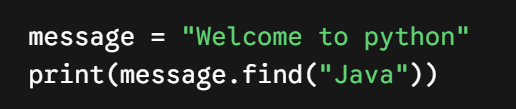 message = "Welcome to python"
print(message.find("Java"))